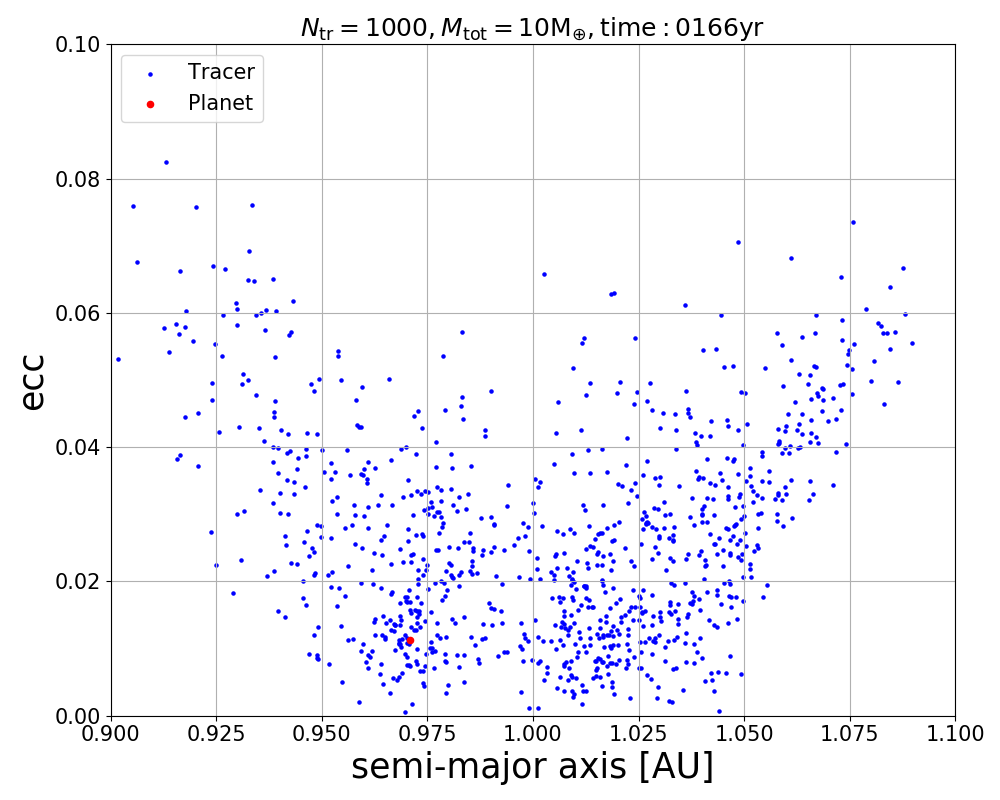 N_tr = 1000, M_tot = 10M_⊕, time : 0166yr
Tracer
Planet
0.10
0.08
0.06
0.04
0.02
0.00
ecc
0.900 0.925 0.950 0.975 1.000 1.025 1.050 1.075 1.100
semi-major axis [AU]